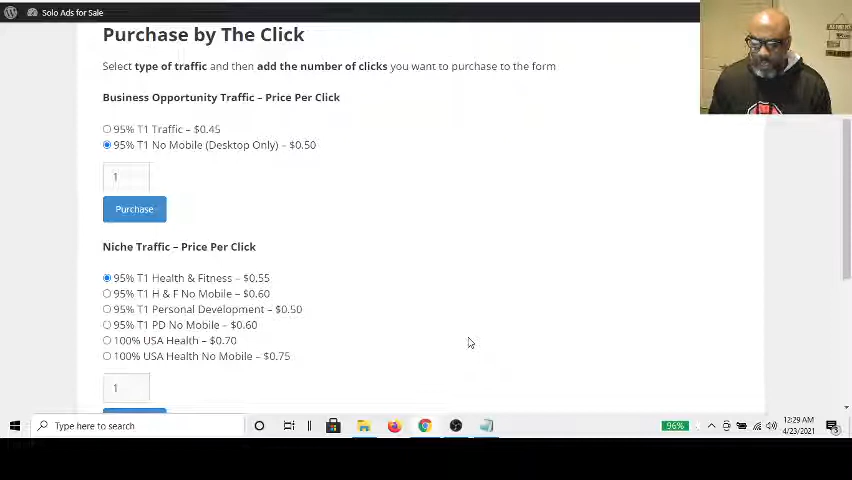 Solo Ads for Sale
Purchase by The Click
Select type of traffic and then add the number of clicks you want to purchase to the form
Business Opportunity Traffic – Price Per Click
95% T1 Traffic – $0.45
95% T1 No Mobile (Desktop Only) – $0.50
1
Purchase
Niche Traffic – Price Per Click
95% T1 Health & Fitness – $0.55
95% T1 H & F No Mobile – $0.60
95% T1 Personal Development – $0.50
95% T1 PD No Mobile – $0.60
100% USA Health – $0.70
100% USA Health No Mobile – $0.75
1
Type here to search
96%
12:29 AM
4/23/2021
3